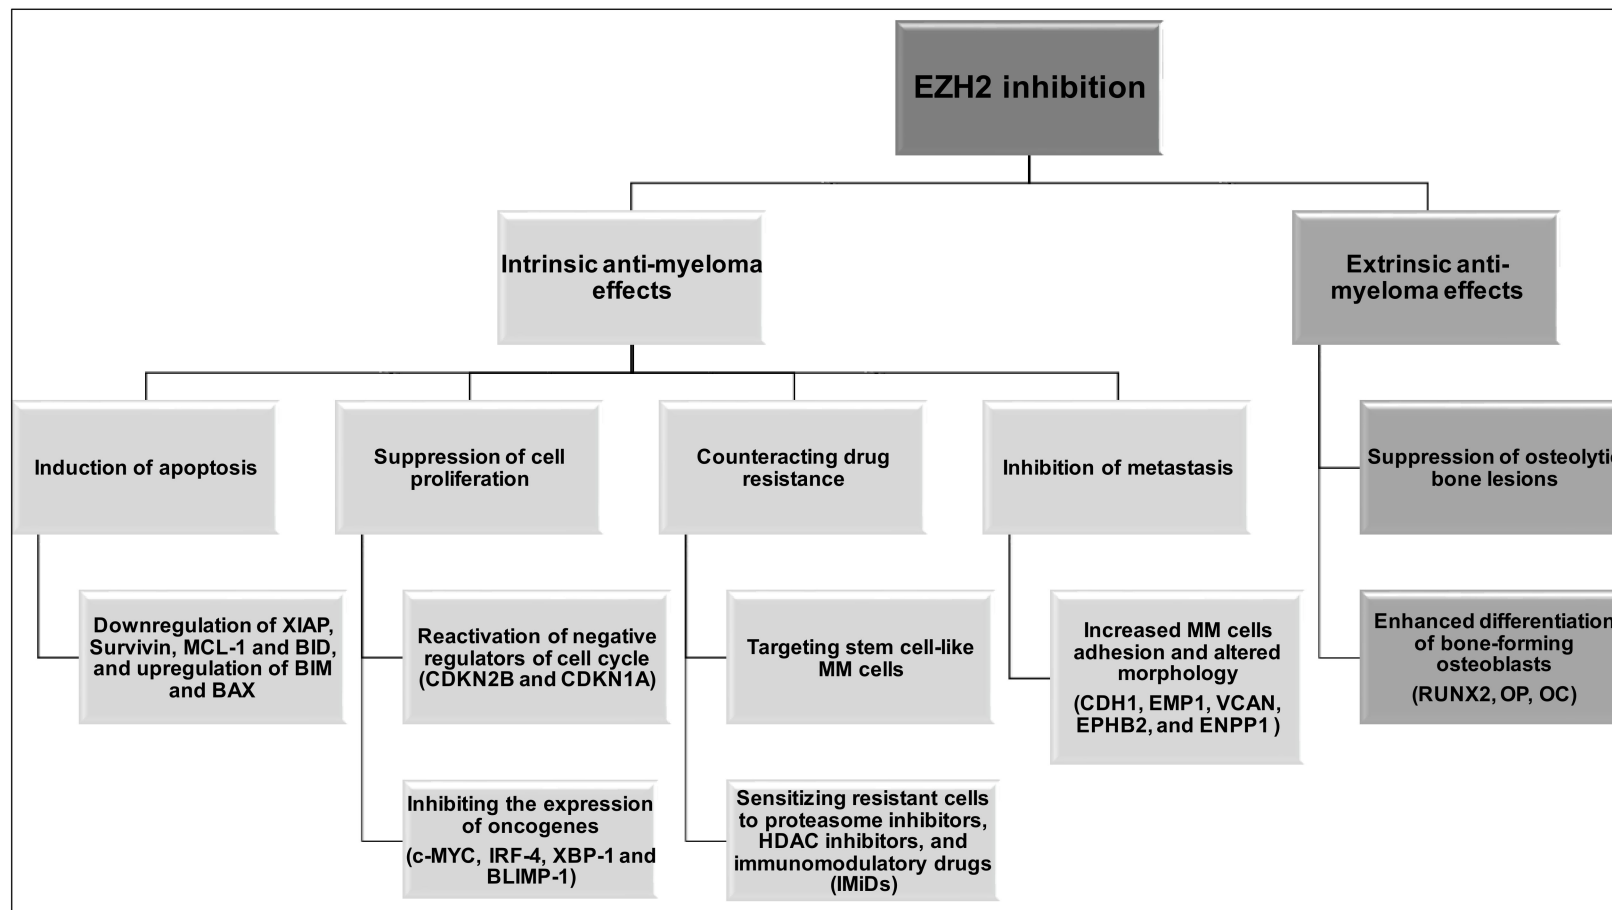 EZH2 inhibition
Intrinsic anti-myeloma
effects
Extrinsic anti-
myeloma effects
Induction of apoptosis
Suppression of cell
proliferation
Counteracting drug
resistance
Inhibition of metastasis
Suppression of osteolytic
bone lesions
Downregulation of XIAP,
Survivin, MCL-1 and BID,
and upregulation of BIM
and BAX
Reactivation of negative
regulators of cell cycle
(CDKN2B and CDKN1A)
Targeting stem cell-like
MM cells
Increased MM cells
adhesion and altered
morphology
(CDH1, EMP1, VCAN,
EPHB2, and ENPP1 )
Enhanced differentiation
of bone-forming
osteoblasts
(RUNX2, OP, OC)
Inhibiting the expression
of oncogenes
(c-MYC, IRF-4, XBP-1 and
BLIMP-1)
Sensitizing resistant cells
to proteasome inhibitors,
HDAC inhibitors, and
immunomodulatory drugs
(IMiDs)